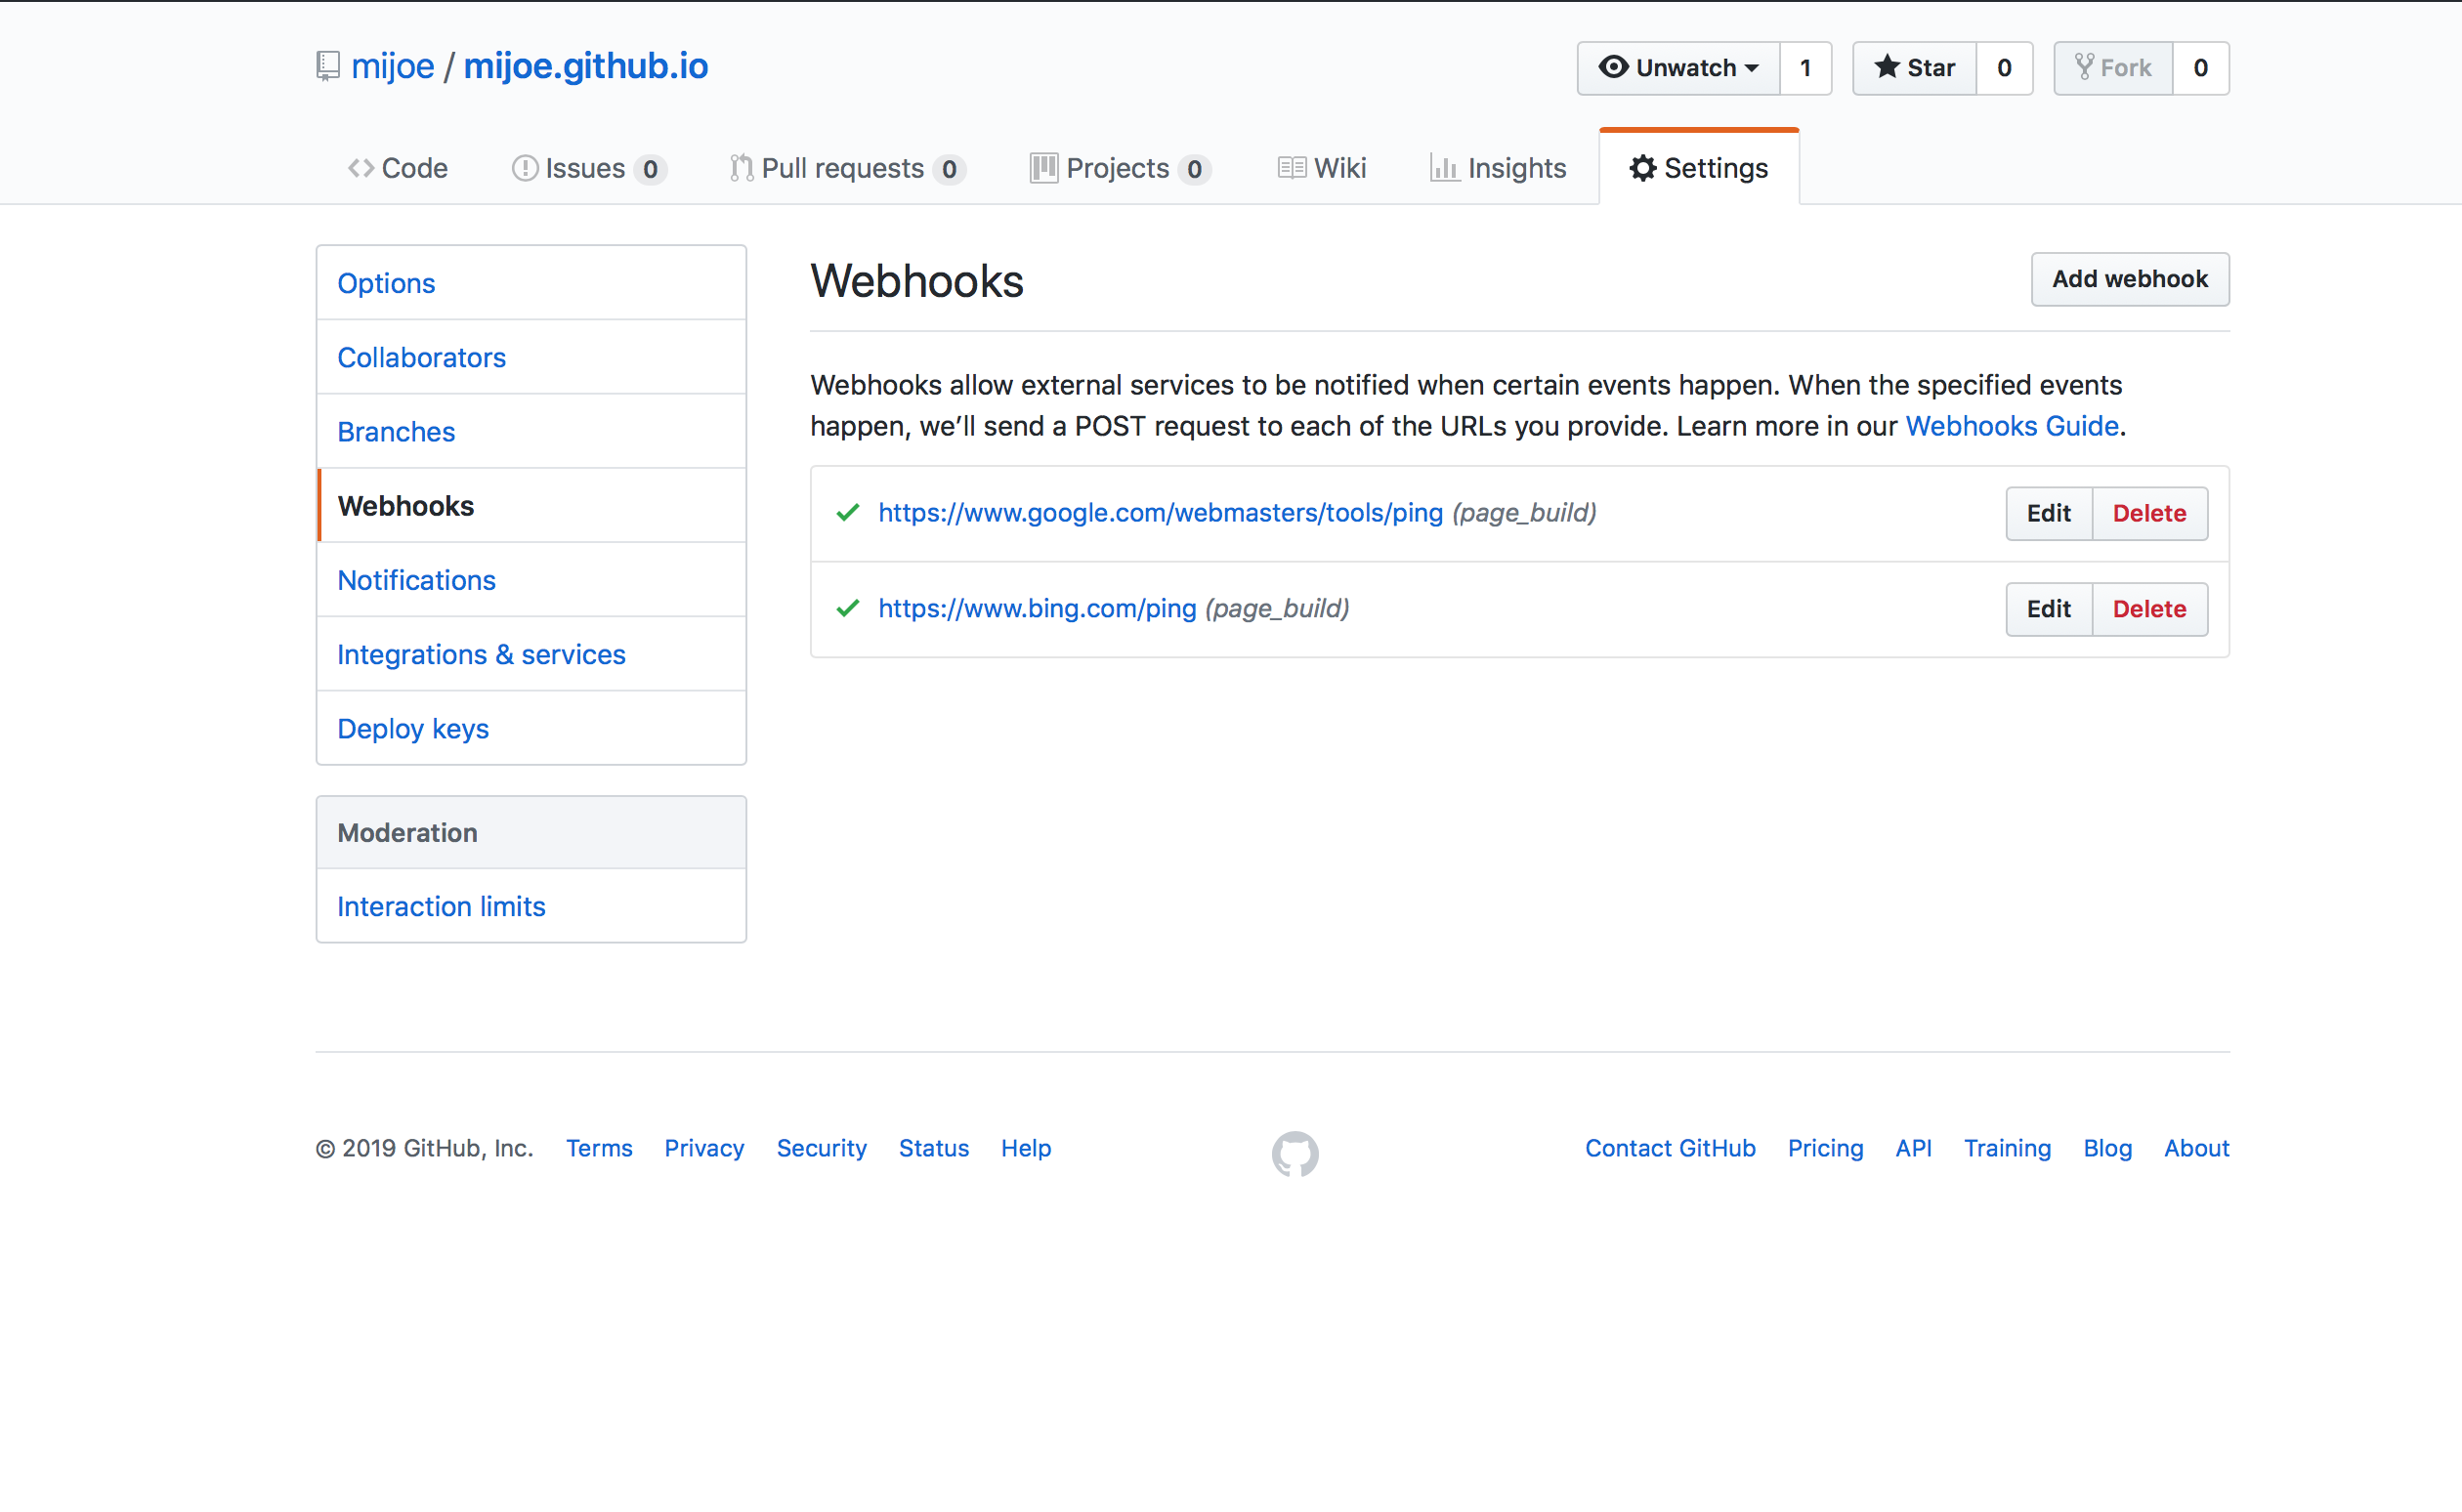 mijoe / mijoe.github.io
Unwatch 1 Star 0 Fork 0
Code Issues 0 Pull requests 0 Projects 0 Wiki Insights Settings
Options
Collaborators
Branches
Webhooks
Notifications
Integrations & services
Deploy keys
Moderation
Interaction limits
Webhooks
Add webhook
Webhooks allow external services to be notified when certain events happen. When the specified events
happen, we’ll send a POST request to each of the URLs you provide. Learn more in our Webhooks Guide.
https://www.google.com/webmasters/tools/ping (page_build) Edit Delete
https://www.bing.com/ping (page_build) Edit Delete
© 2019 GitHub, Inc. Terms Privacy Security Status Help Contact GitHub Pricing API Training Blog About